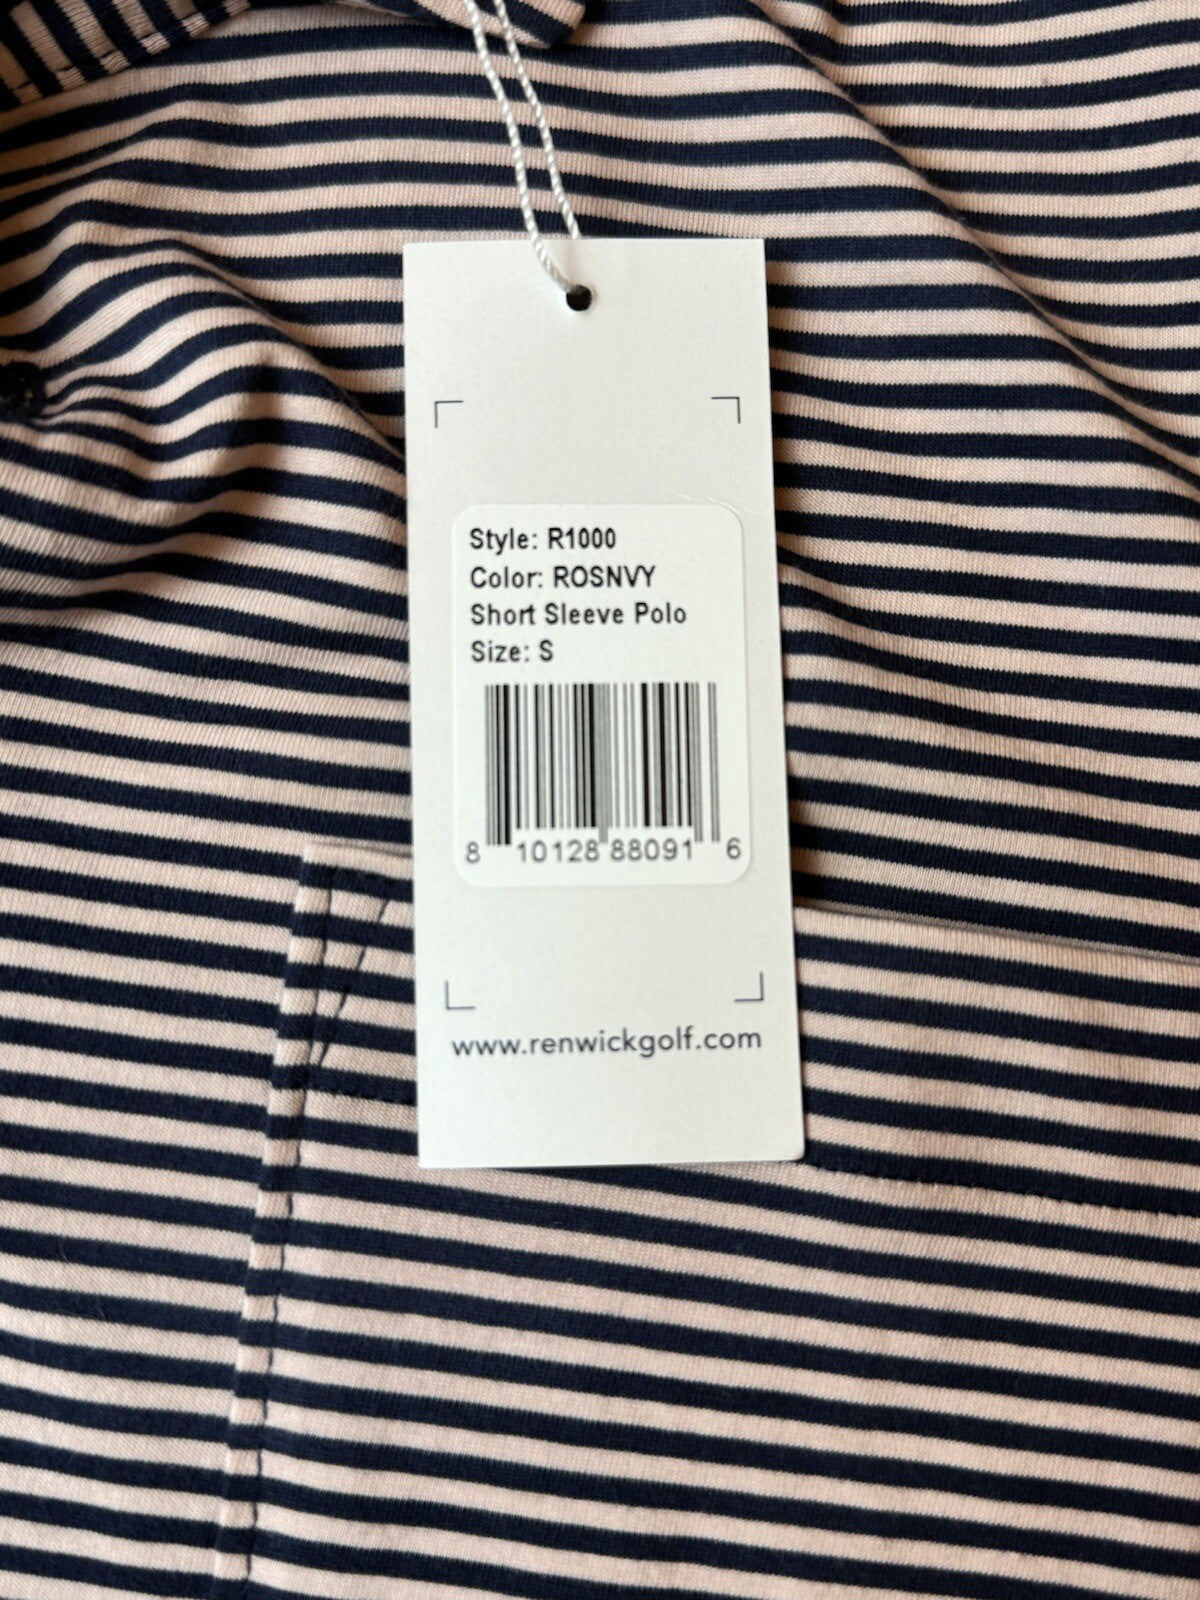 Style: R1000
Color: ROSNVY
Short Sleeve Polo
Size: S
8 10128 88091 6
www.renwickgolf.com